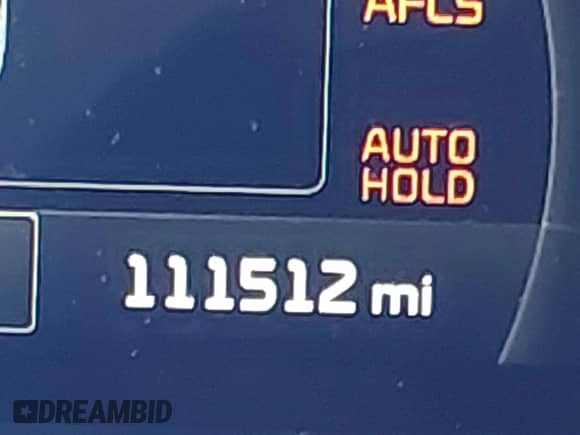 AFLS
AUTO
HOLD
111512 mi
DREAMBID